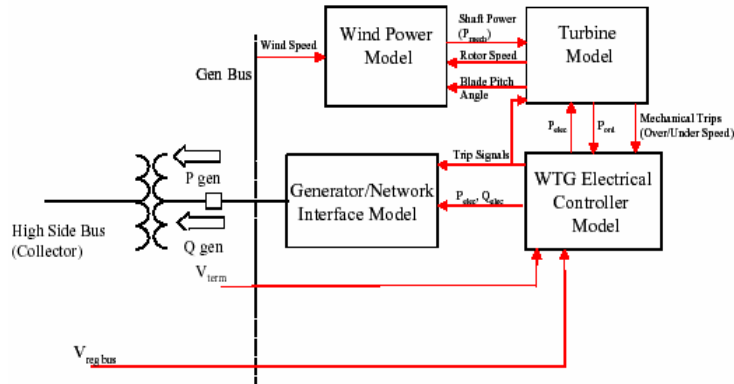 Shaft Power
(Pmech)
Wind Power
Model
Turbine
Model
Wind Speed
Rotor Speed
Gen Bus
Blade Pitch
Angle
Pelec
Pord
Mechanical Trips
(Over/Under Speed)
Trip Signals
P gen
Generator/Network
Interface Model
WTG Electrical
Controller
Model
Pelec, Qelec
High Side Bus
(Collector)
Q gen
Vterm
Vreg bus